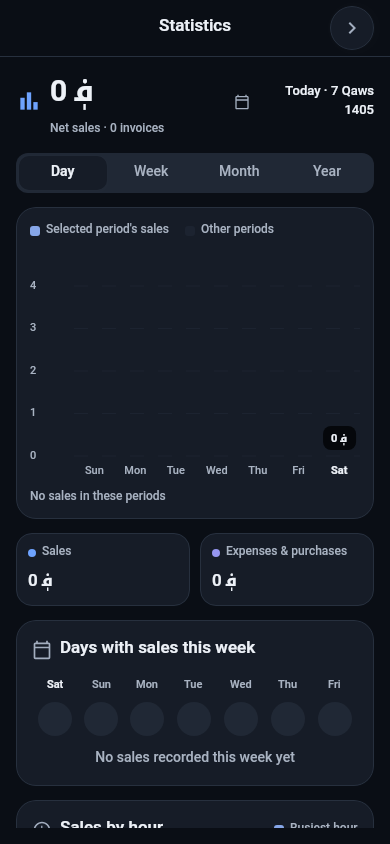 Statistics
0 ؋
Net sales · 0 invoices
Today · 7 Qaws
1405
Day Week Month Year
Selected period's sales Other periods
4
3
2
1
0
0 ؋
Sun Mon Tue Wed Thu Fri Sat
No sales in these periods
Sales
0 ؋
Expenses & purchases
0 ؋
Days with sales this week
Sat Sun Mon Tue Wed Thu Fri
No sales recorded this week yet
Sales by hour Busiest hour